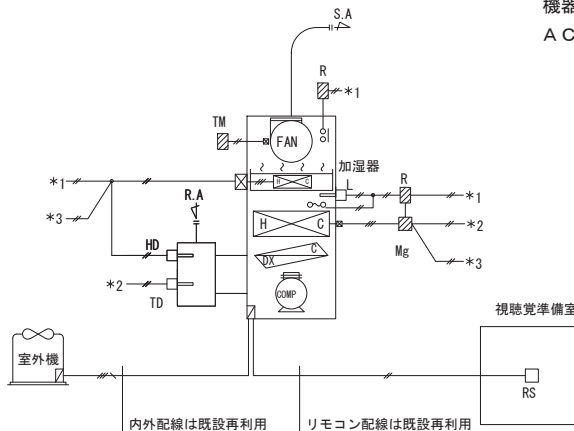 機器
AC
S.A
R
*1
TM
FAN
加湿器
H C
L
R
*1
*1
*3
R.A
H C
*2
Mg
*3
HD
DX C
*2
TD
COMP
視聴覚準備室
室外機
RS
内外配線は既設再利用
リモコン配線は既設再利用